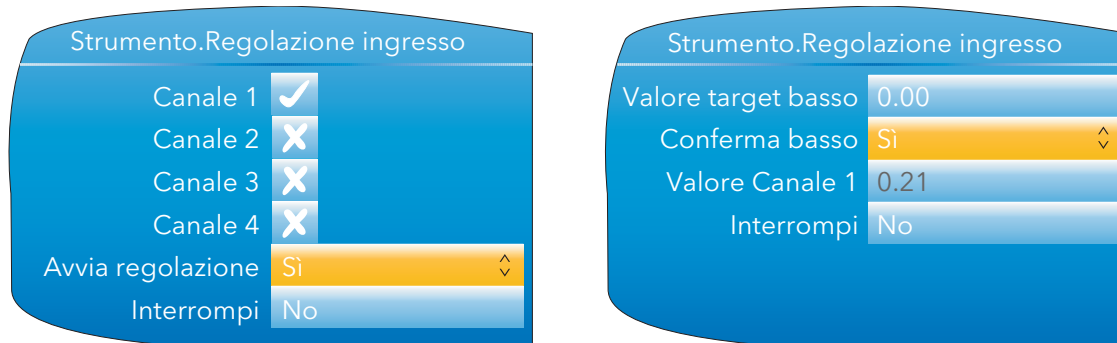 Strumento.Regolazione ingresso
Canale 1
Canale 2
Canale 3
Canale 4
Avvia regolazione Sì
Interrompi No
Strumento.Regolazione ingresso
Valore target basso 0.00
Conferma basso Sì
Valore Canale 1 0.21
Interrompi No